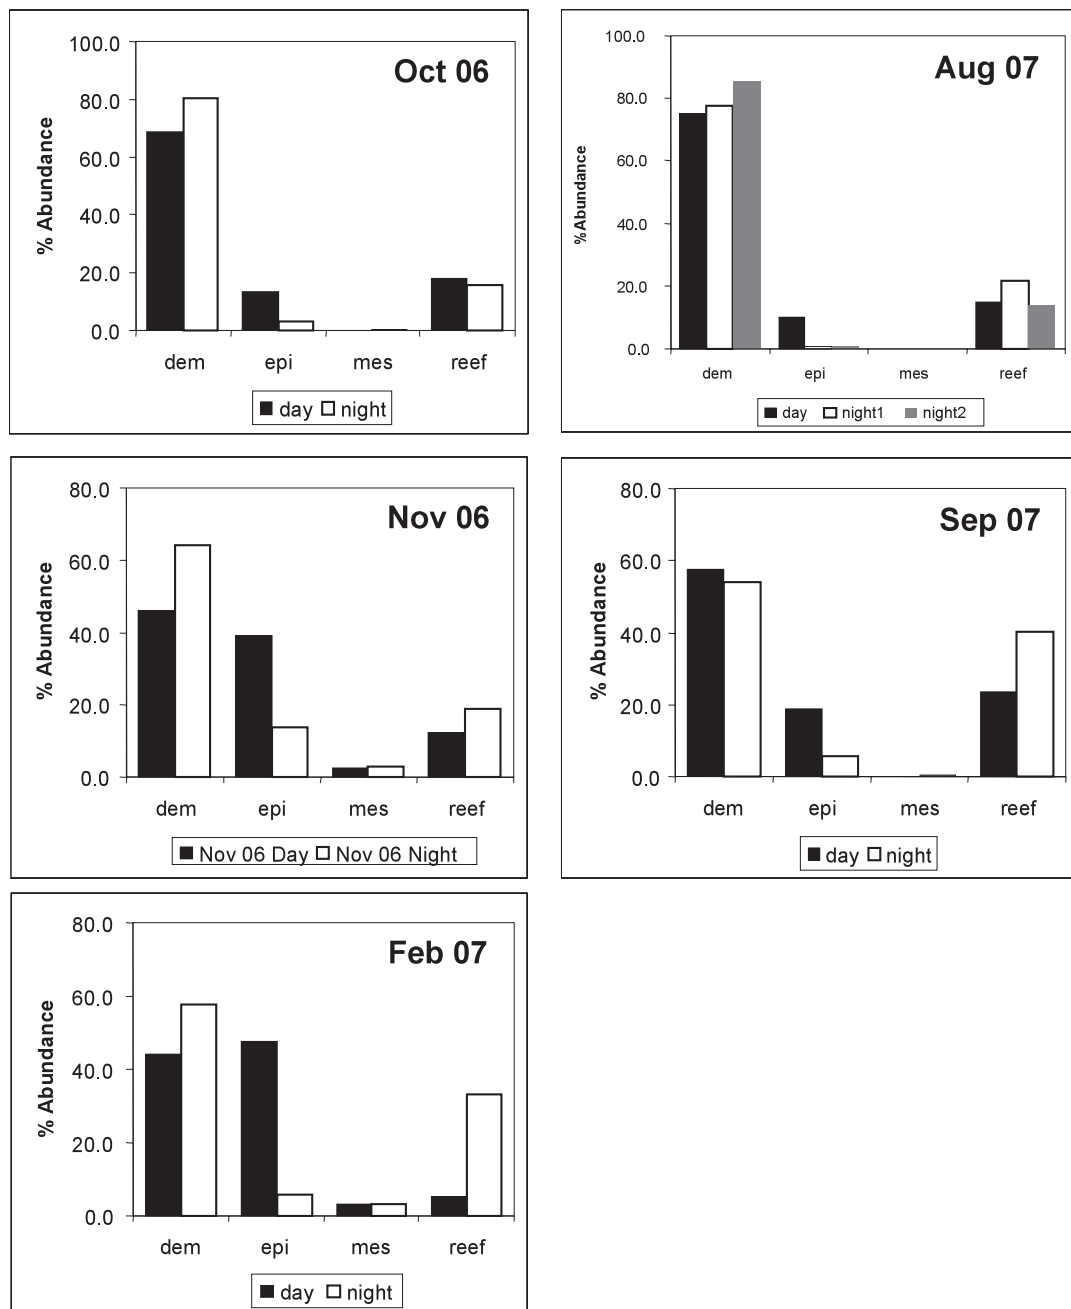 Oct 06
% Abundance
100.0
80.0
60.0
40.0
20.0
0.0
dem epi mes reef
day night
Aug 07
%Abundance
100.0
80.0
60.0
40.0
20.0
0.0
dem epi mes reef
day night1 night2
Nov 06
% Abundance
80.0
60.0
40.0
20.0
0.0
dem epi mes reef
Nov 06 Day Nov 06 Night
Sep 07
% Abundance
80.0
60.0
40.0
20.0
0.0
dem epi mes reef
day night
Feb 07
% Abundance
80.0
60.0
40.0
20.0
0.0
dem epi mes reef
day night